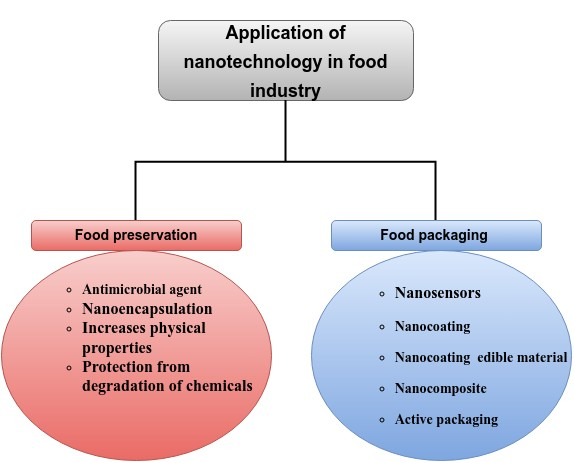 Application of
nanotechnology in food
industry
Food preservation
Antimicrobial agent
Nanoencapsulation
Increases physical
properties
Protection from
degradation of chemicals
Food packaging
Nanosensors
Nanocoating
Nanocoating edible material
Nanocomposite
Active packaging